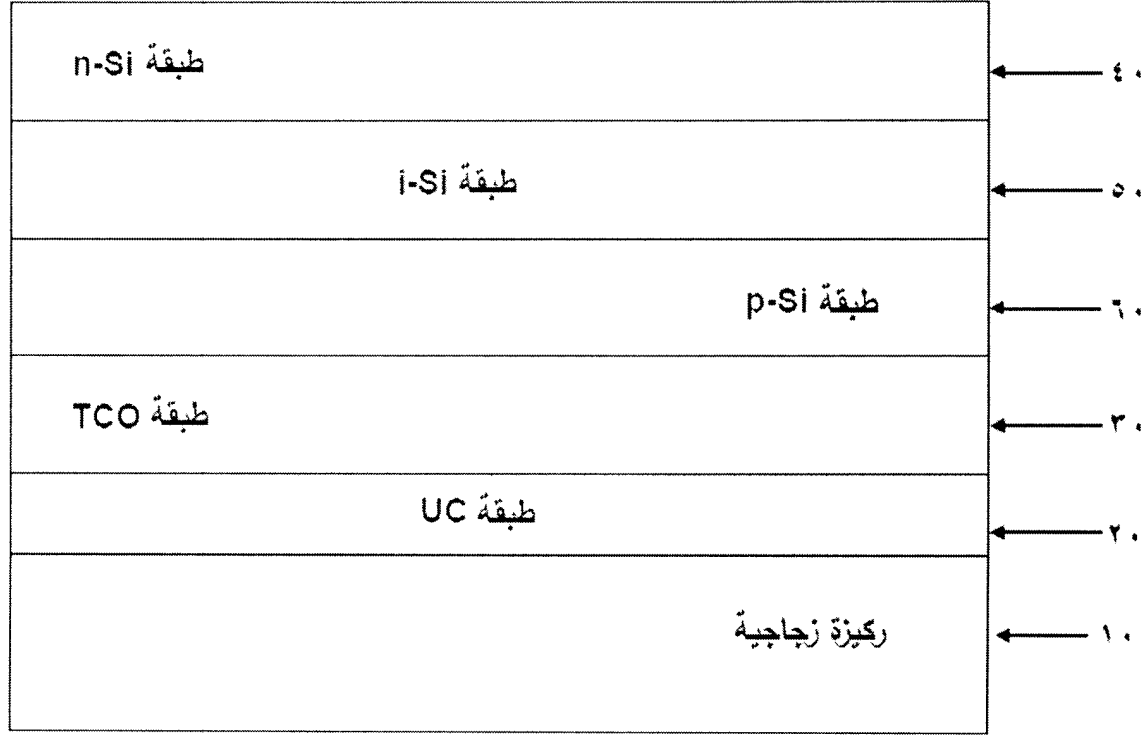 طبقة n-Si
٤٠
طبقة i-Si
٥٠
طبقة p-Si
٦٠
طبقة TCO
٣٠
طبقة UC
٢٠
ركيزة زجاجية
١٠